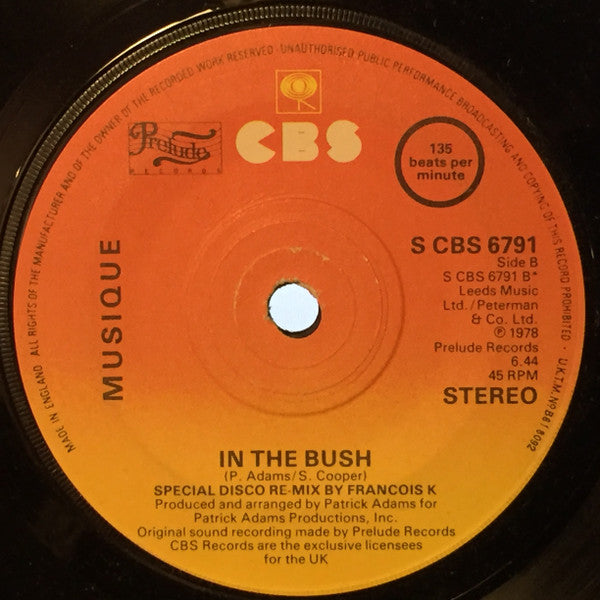 MADE IN ENGLAND · ALL RIGHTS OF THE MANUFACTURER AND OF THE OWNER OF THE RECORDED WORK RESERVED · UNAUTHORISED PUBLIC PERFORMANCE BROADCASTING AND COPYING OF THIS RECORD PROHIBITED · U.K.T.M. Nº 8618092
Prelude
RECORDS
CBS
135
beats per
minute
MUSIQUE
S CBS 6791
Side B
S CBS 6791 B*
Leeds Music
Ltd./Peterman
& Co. Ltd.
℗ 1978
Prelude Records
6.44
45 RPM
STEREO
IN THE BUSH
(P. Adams/S. Cooper)
SPECIAL DISCO RE-MIX BY FRANCOIS K
Produced and arranged by Patrick Adams for
Patrick Adams Productions, Inc.
Original sound recording made by Prelude Records
CBS Records are the exclusive licensees
for the UK